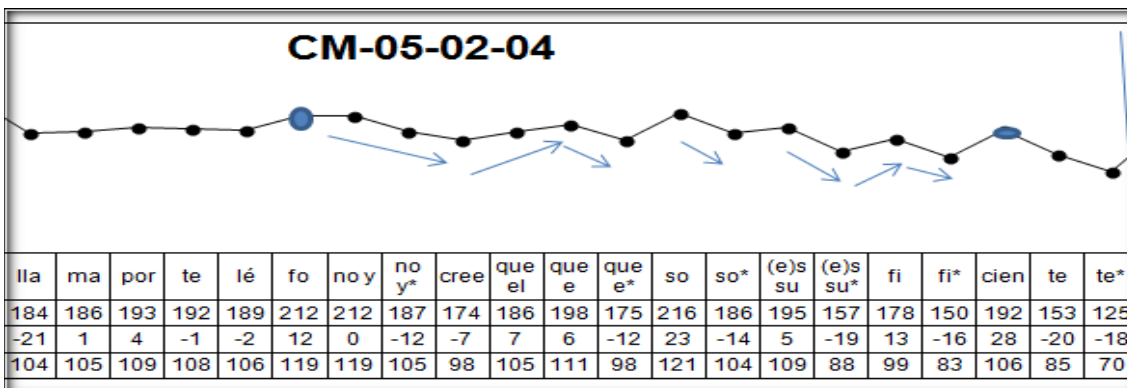 CM-05-02-04
lla ma por te lé fo no y no y* cree que el que e que e* so so* (e)s su (e)s su* fi fi* cien te te*
184 186 193 192 189 212 212 187 174 186 198 175 216 186 195 157 178 150 192 153 125
-21 1 4 -1 -2 12 0 -12 -7 7 6 -12 23 -14 5 -19 13 -16 28 -20 -18
104 105 109 108 106 119 119 105 98 105 111 98 121 104 109 88 99 83 106 85 70